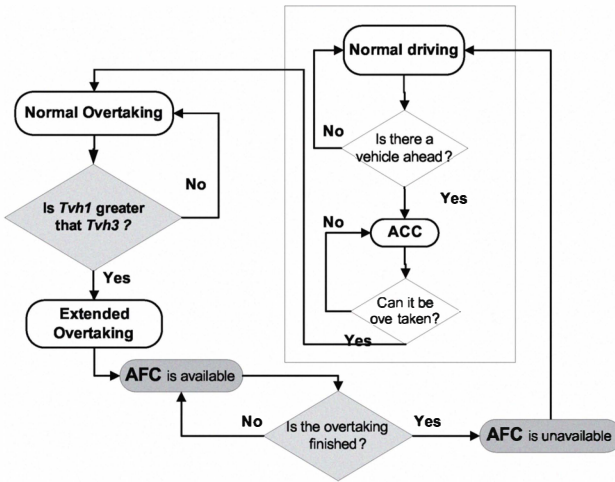 Normal driving
No
Is there a
vehicle ahead?
Yes
No
ACC
Can it be
ove taken?
Yes
Normal Overtaking
No
Is Tvh1 greater
that Tvh3 ?
Yes
Extended
Overtaking
AFC is available
No
Is the overtaking
finished?
Yes
AFC is unavailable